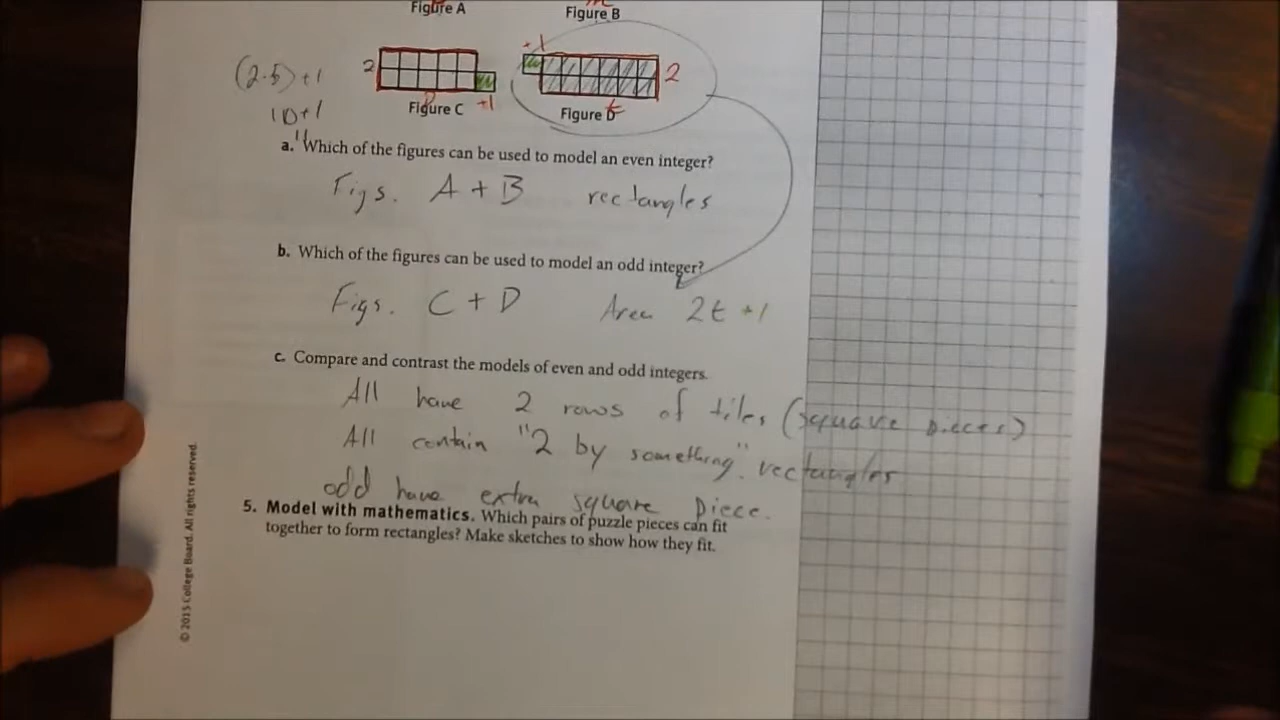 Figure A
Figure B
+1
(2·5)+1
2
2
10+1
Figure C
+1
Figure D
t
11
a. Which of the figures can be used to model an even integer?
Figs. A + B rectangles
b. Which of the figures can be used to model an odd integer?
Figs. C + D Area 2t +1
c. Compare and contrast the models of even and odd integers.
All have 2 rows of tiles (square pieces)
All contain "2 by something" rectangles
odd have extra square piece.
5. Model with mathematics. Which pairs of puzzle pieces can fit
together to form rectangles? Make sketches to show how they fit.
© 2015 College Board. All rights reserved.